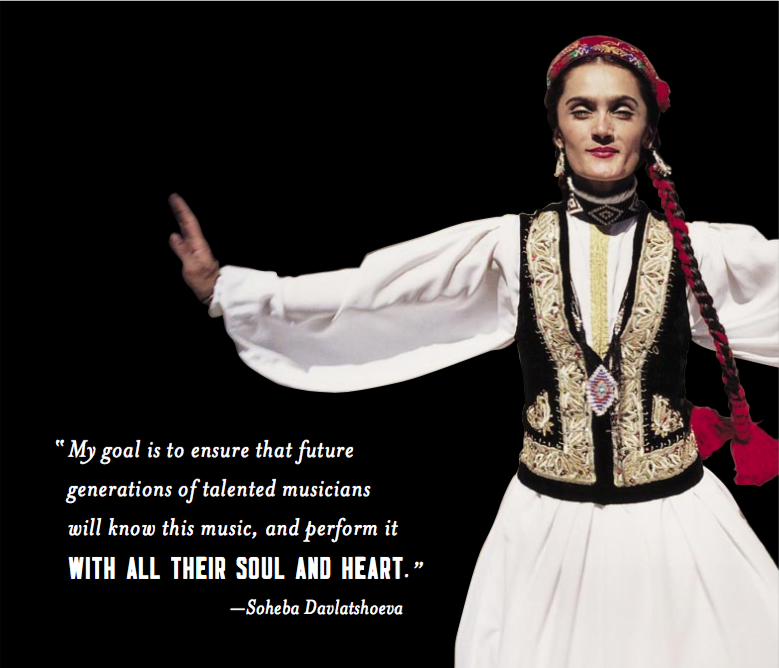 “My goal is to ensure that future
generations of talented musicians
will know this music, and perform it
WITH ALL THEIR SOUL AND HEART.”
—Soheba Davlatshoeva